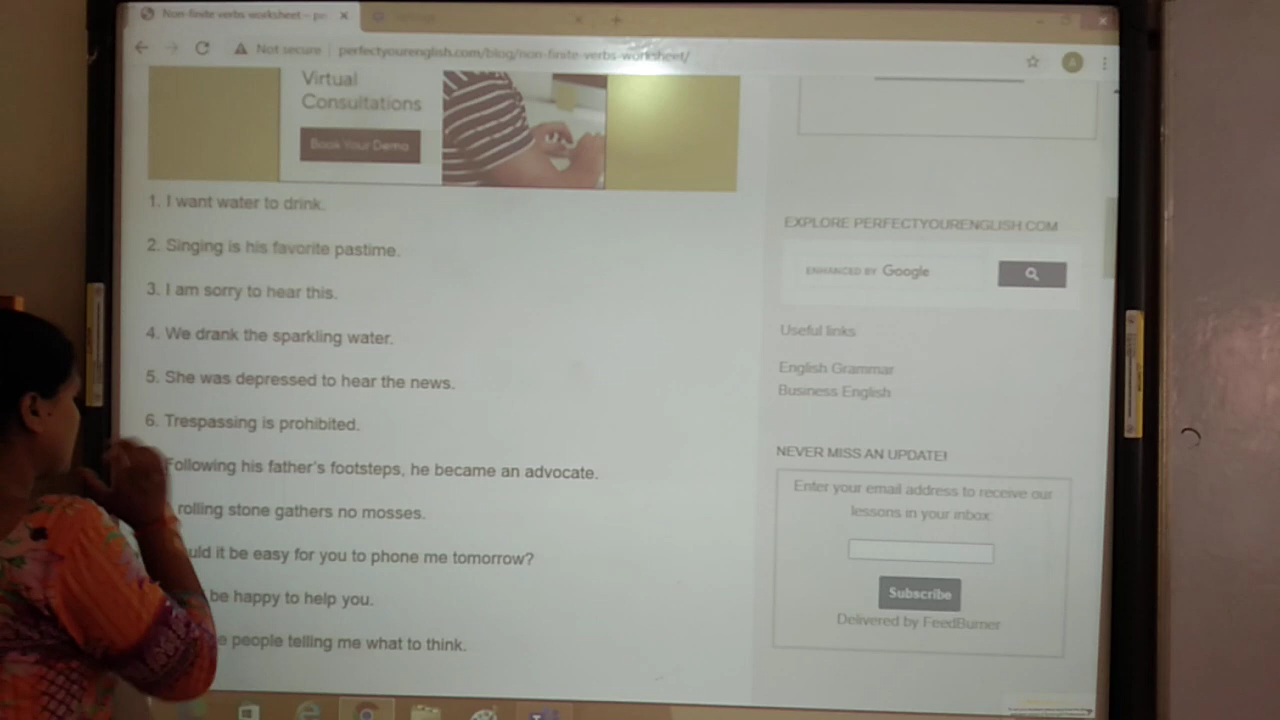 Non-finite verbs worksheet – pe
Not secure | perfectyourenglish.com/blog/non-finite-verbs-worksheet/
A
Virtual
Consultations
Book Your Demo
1. I want water to drink.
2. Singing is his favorite pastime.
3. I am sorry to hear this.
4. We drank the sparkling water.
5. She was depressed to hear the news.
6. Trespassing is prohibited.
Following his father's footsteps, he became an advocate.
rolling stone gathers no mosses.
uld it be easy for you to phone me tomorrow?
be happy to help you.
e people telling me what to think.
EXPLORE PERFECTYOURENGLISH.COM
ENHANCED BY Google
Useful links
English Grammar
Business English
NEVER MISS AN UPDATE!
Enter your email address to receive our
lessons in your inbox:
Subscribe
Delivered by FeedBurner